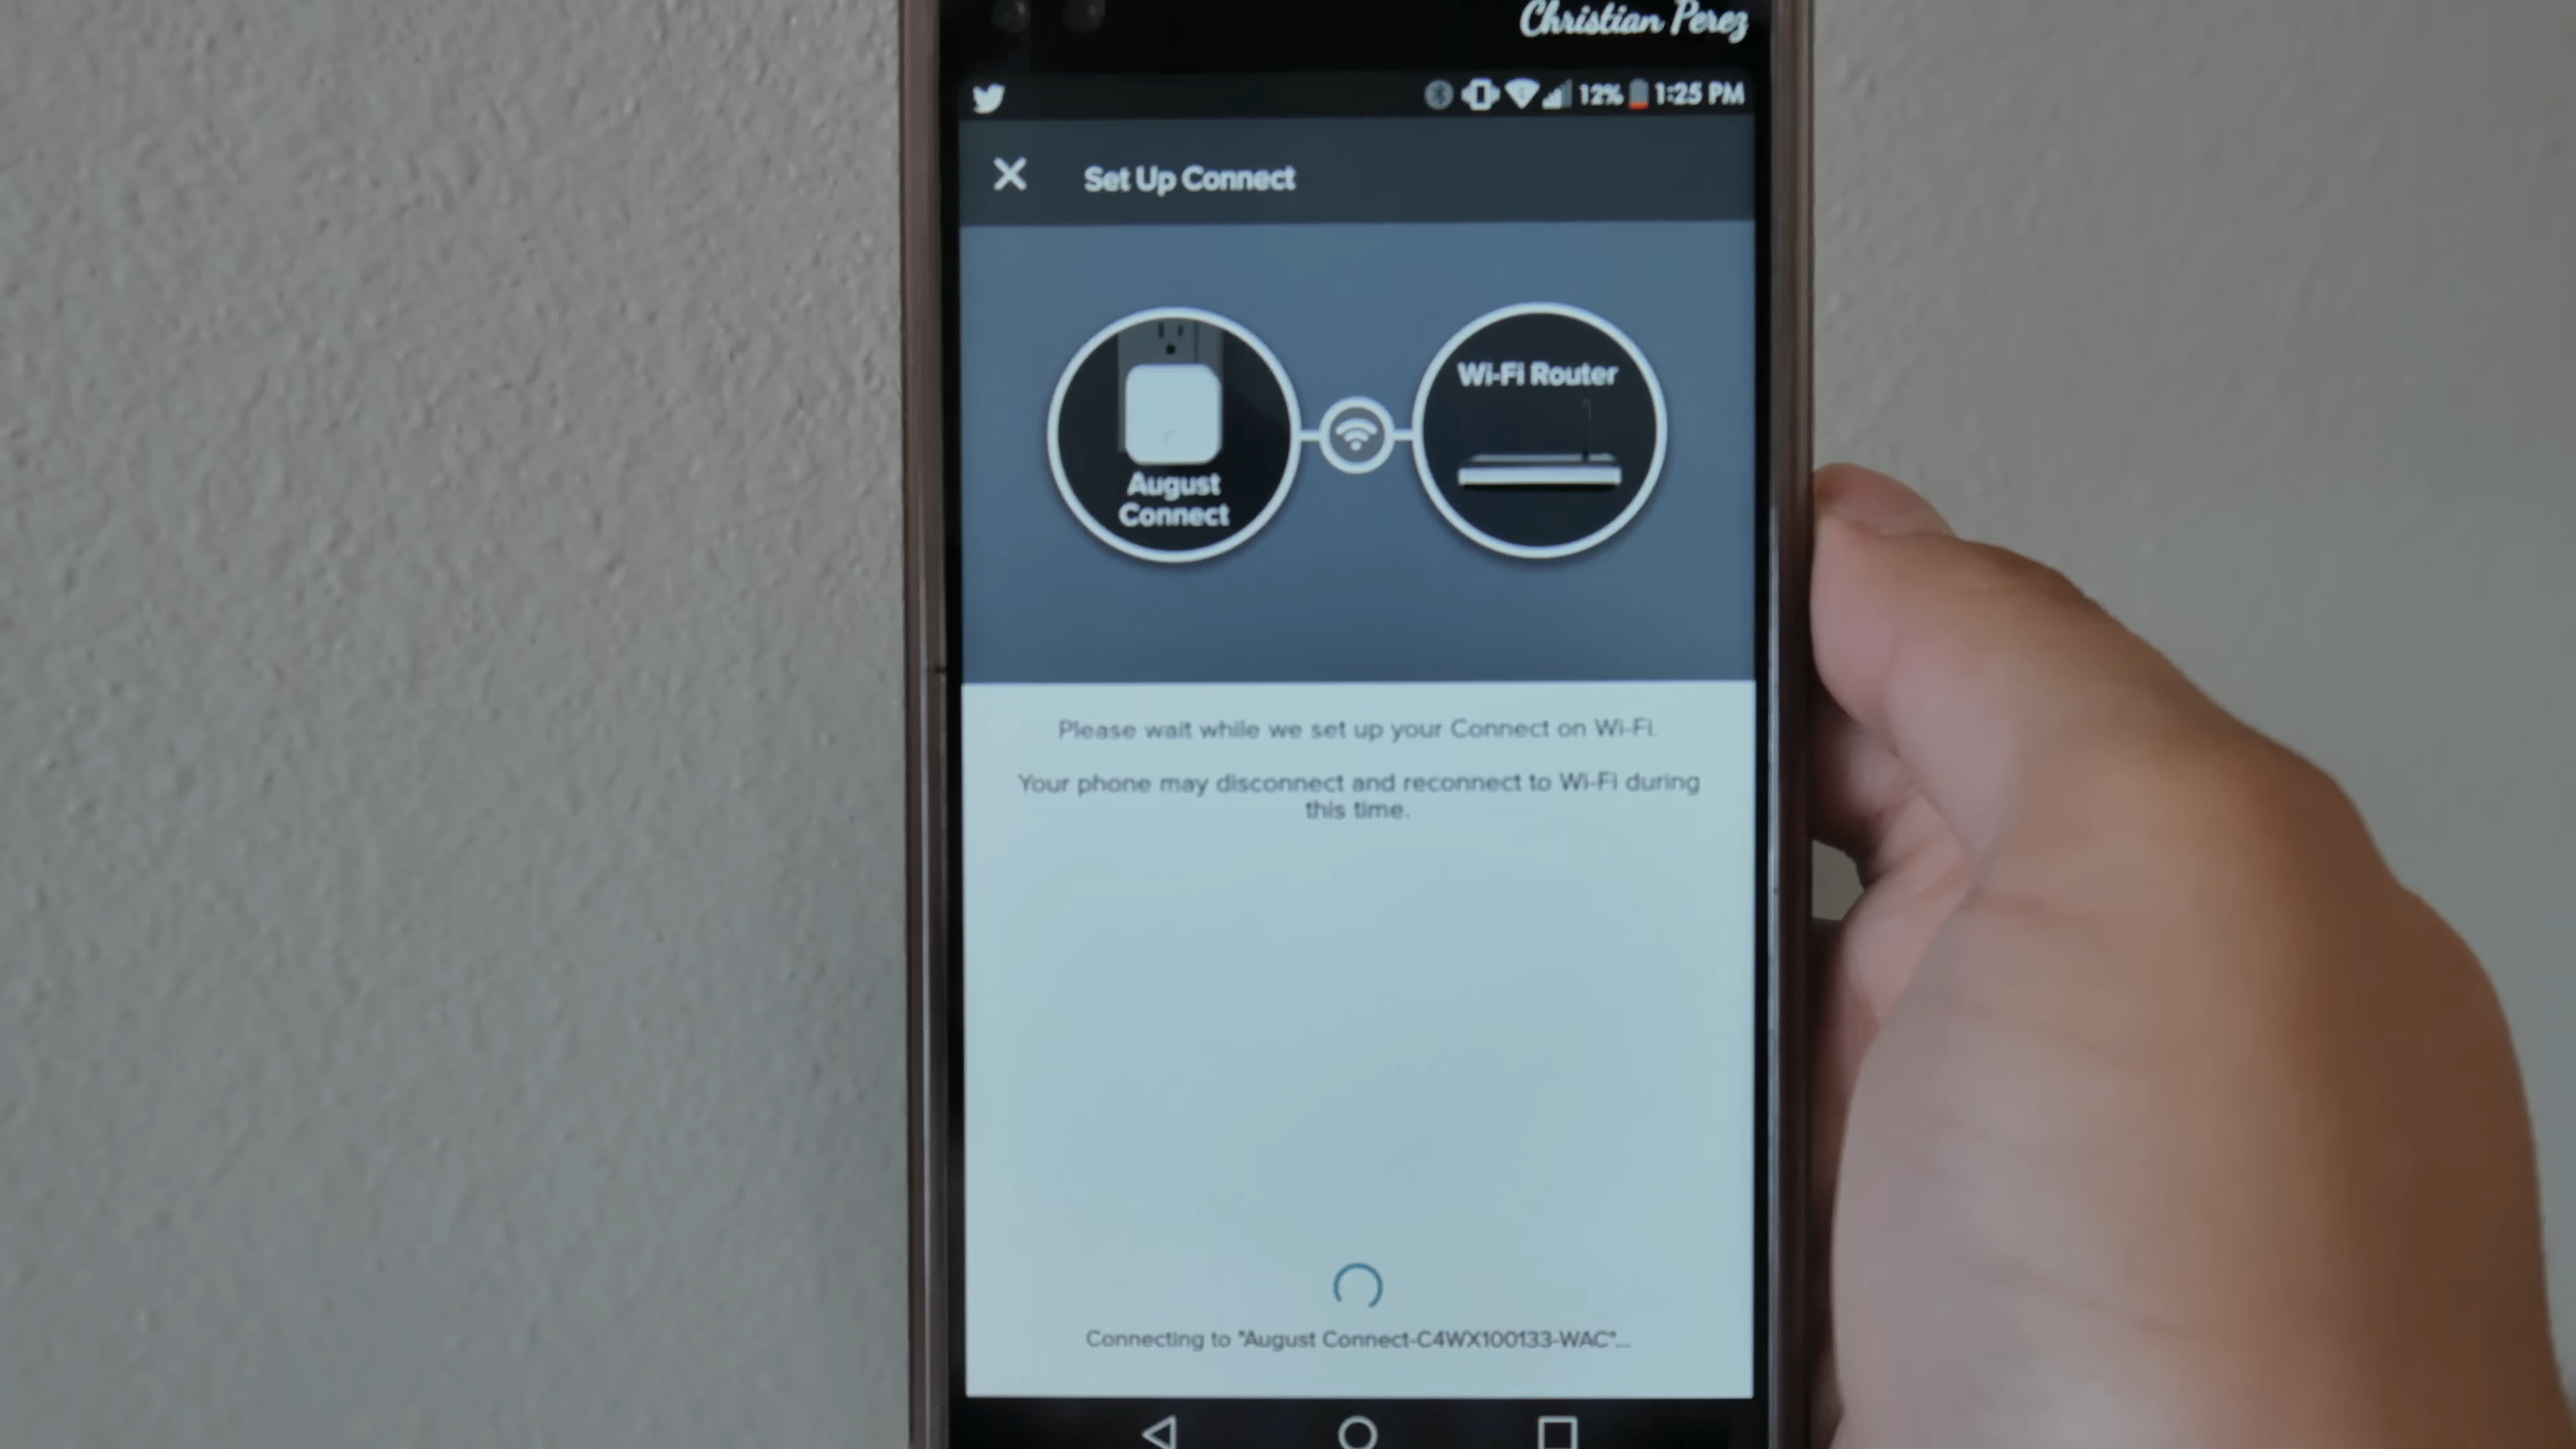 Christian Perez
12% 1:25 PM
Set Up Connect
Wi-Fi Router
August
Connect
Please wait while we set up your Connect on Wi-Fi.
Your phone may disconnect and reconnect to Wi-Fi during
this time.
Connecting to "August Connect-C4WX100133-WAC"...